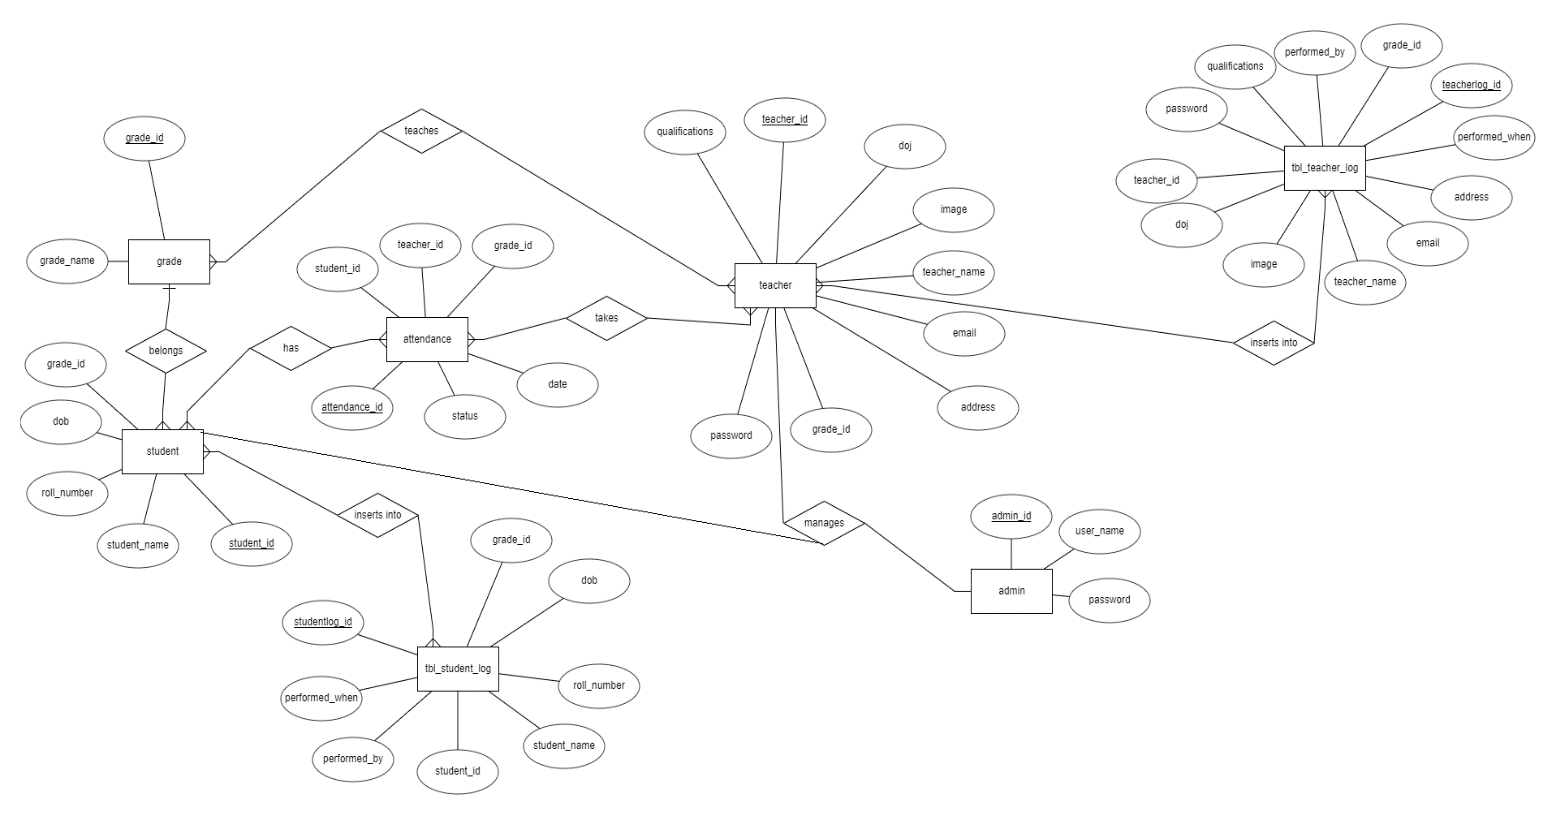 grade_id
performed_by
qualifications
teacherlog_id
password
performed_when
tbl_teacher_log
teacher_id
address
doj
email
image
teacher_name
inserts into
grade_id
grade_name
grade
belongs
teaches
qualifications
teacher_id
doj
image
teacher_name
teacher
email
address
grade_id
password
student_id
teacher_id
grade_id
attendance
takes
has
date
attendance_id
status
grade_id
dob
student
roll_number
student_name
student_id
inserts into
manages
admin_id
user_name
admin
password
grade_id
dob
studentlog_id
tbl_student_log
roll_number
performed_when
student_name
performed_by
student_id